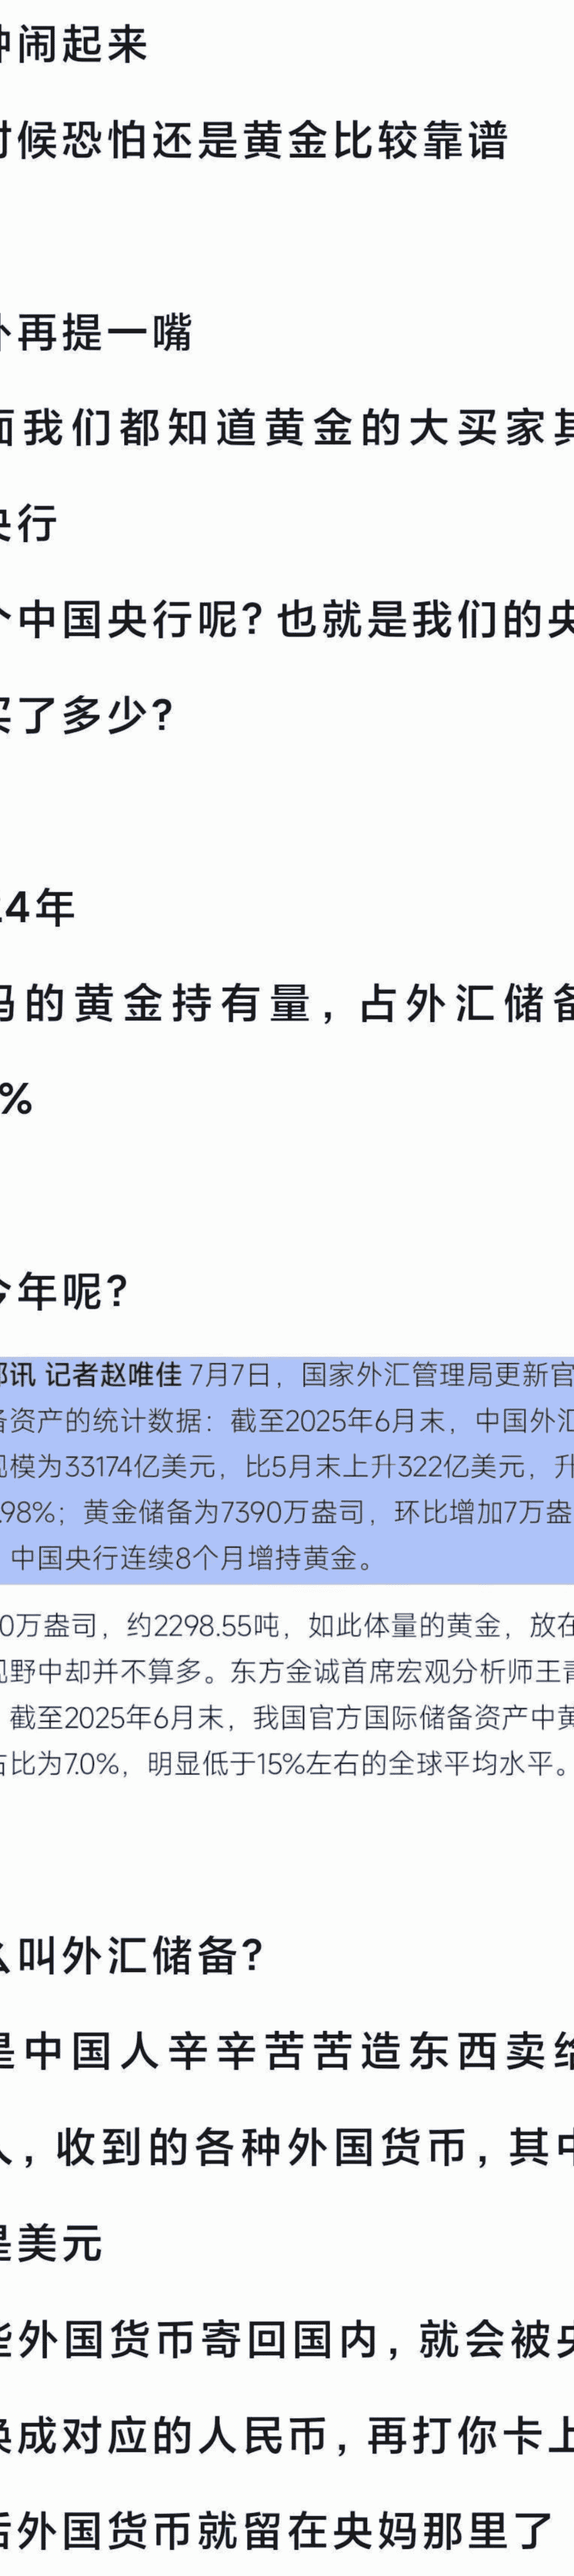 闹起来
候恐怕还是黄金比较靠谱
再提一嘴
我们都知道黄金的大买家
行
中国央行呢?也就是我们的
了多少?
4年
的黄金持有量，占外汇储
%
年呢?
讯 记者赵唯佳 7月7日，国家外汇管理局更新官
资产的统计数据：截至2025年6月末，中国外汇
模为33174亿美元，比5月末上升322亿美元，升
.98%；黄金储备为7390万盎司，环比增加7万盎
中国央行连续8个月增持黄金。
0万盎司，约2298.55吨，如此体量的黄金，放在
野中却并不算多。东方金诚首席宏观分析师王青
截至2025年6月末，我国官方国际储备资产中黄
占比为7.0%，明显低于15%左右的全球平均水平。
叫外汇储备?
是中国人辛辛苦苦造东西卖给
，收到的各种外国货币，其中
是美元
些外国货币寄回国内，就会被
换成对应的人民币，再打你卡上
后外国货币就留在央妈那里了